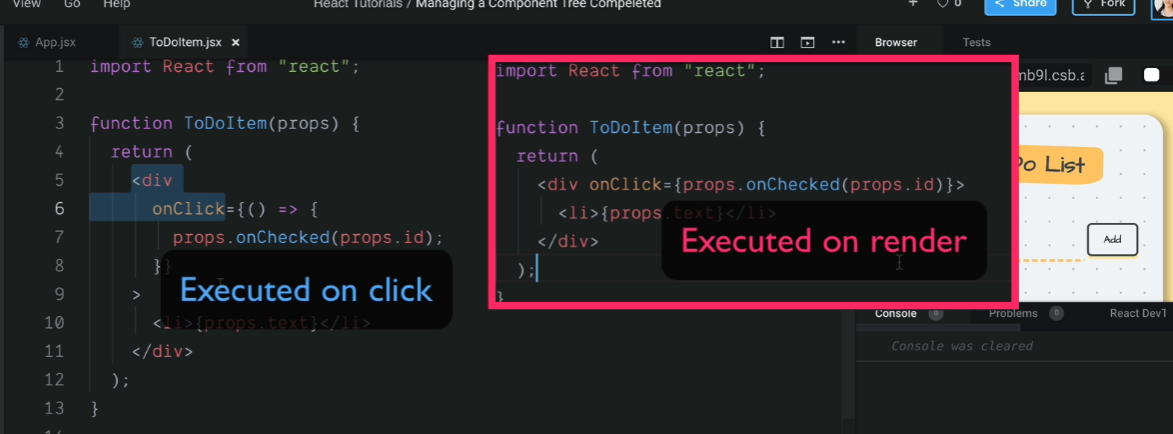 View Go Help React Tutorials / Managing a Component Tree Compeleted + 0 Share Fork
App.jsx ToDoItem.jsx × ••• Browser Tests
1 import React from "react";
2
3 function ToDoItem(props) {
4 return (
5 <div
6 onClick={() => {
7 props.onChecked(props.id);
8 }}
9 >
10 <li>{props.text}</li>
11 </div>
12 );
13 }
Executed on click
import React from "react";
function ToDoItem(props) {
return (
<div onClick={props.onChecked(props.id)}>
<li>{props.text}</li>
</div>
);
}
Executed on render
mb9l.csb.a
Do List
Add
Console 0 Problems 0 React Dev
Console was cleared